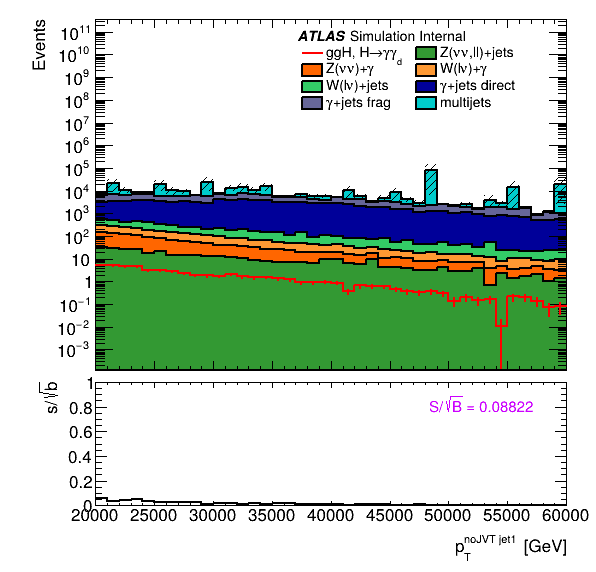 Events
10^11
10^10
10^9
10^8
10^7
10^6
10^5
10^4
10^3
10^2
10
1
10^−1
10^−2
10^−3
ATLAS Simulation Internal
ggH, H→γγ_d
Z(νν,ll)+jets
Z(νν)+γ
W(lν)+γ
W(lν)+jets
γ+jets direct
γ+jets frag
multijets
s/√b
1
0.8
0.6
0.4
0.2
0
S/√B = 0.08822
20000 25000 30000 35000 40000 45000 50000 55000 60000
p_T^noJVT jet1 [GeV]